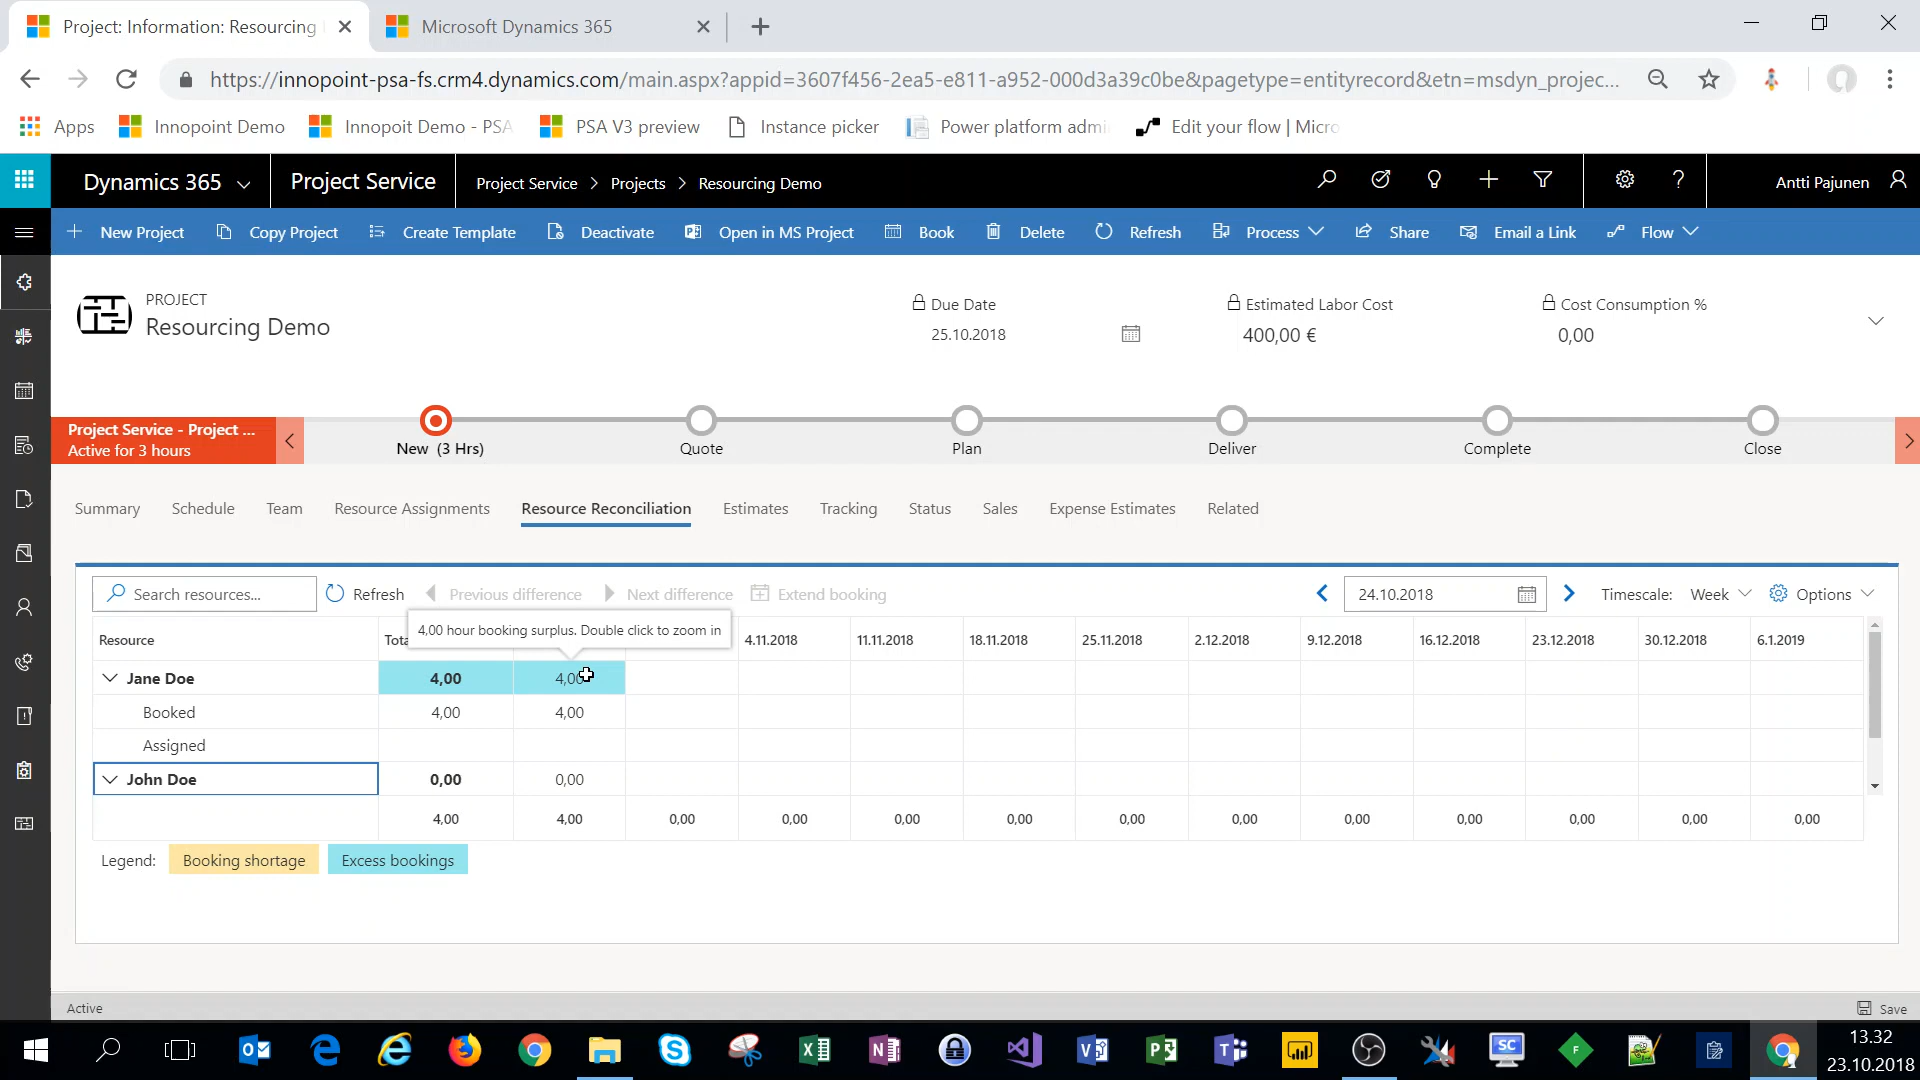 Project: Information: Resourcing
Microsoft Dynamics 365
https://innopoint-psa-fs.crm4.dynamics.com/main.aspx?appid=3607f456-2ea5-e811-a952-000d3a39c0be&pagetype=entityrecord&etn=msdyn_projec...
Apps
Innopoint Demo
Innopoit Demo - PSA
PSA V3 preview
Instance picker
Power platform admi
Edit your flow | Micro
Dynamics 365
Project Service
Project Service > Projects > Resourcing Demo
Antti Pajunen
New Project
Copy Project
Create Template
Deactivate
Open in MS Project
Book
Delete
Refresh
Process
Share
Email a Link
Flow
PROJECT
Resourcing Demo
Due Date
25.10.2018
Estimated Labor Cost
400,00 €
Cost Consumption %
0,00
Project Service - Project ...
Active for 3 hours
New (3 Hrs)
Quote
Plan
Deliver
Complete
Close
Summary
Schedule
Team
Resource Assignments
Resource Reconciliation
Estimates
Tracking
Status
Sales
Expense Estimates
Related
Search resources...
Refresh
Previous difference
Next difference
Extend booking
24.10.2018
Timescale: Week
Options
4,00 hour booking surplus. Double click to zoom in
Resource Tota 4.11.2018 11.11.2018 18.11.2018 25.11.2018 2.12.2018 9.12.2018 16.12.2018 23.12.2018 30.12.2018 6.1.2019
Jane Doe 4,00 4,00
Booked 4,00 4,00
Assigned
John Doe 0,00 0,00
4,00 4,00 0,00 0,00 0,00 0,00 0,00 0,00 0,00 0,00 0,00 0,00 0,00
Legend: Booking shortage Excess bookings
Active
Save
SC
F
13.32
23.10.2018